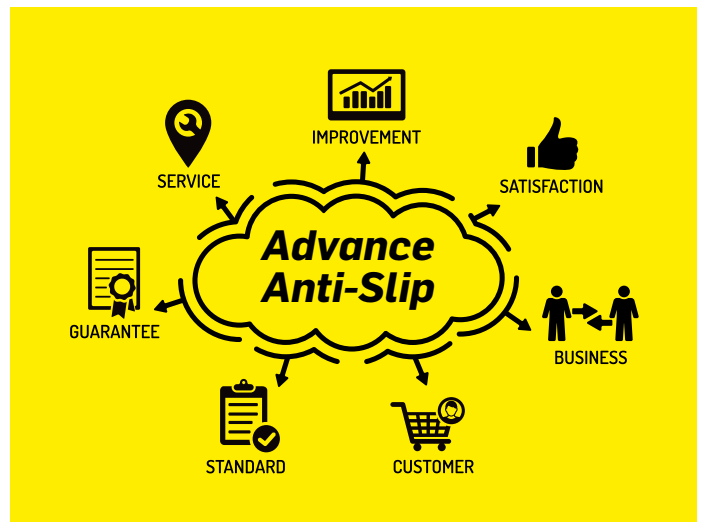 IMPROVEMENT
SERVICE
SATISFACTION
Advance
Anti-Slip
GUARANTEE
BUSINESS
STANDARD
CUSTOMER